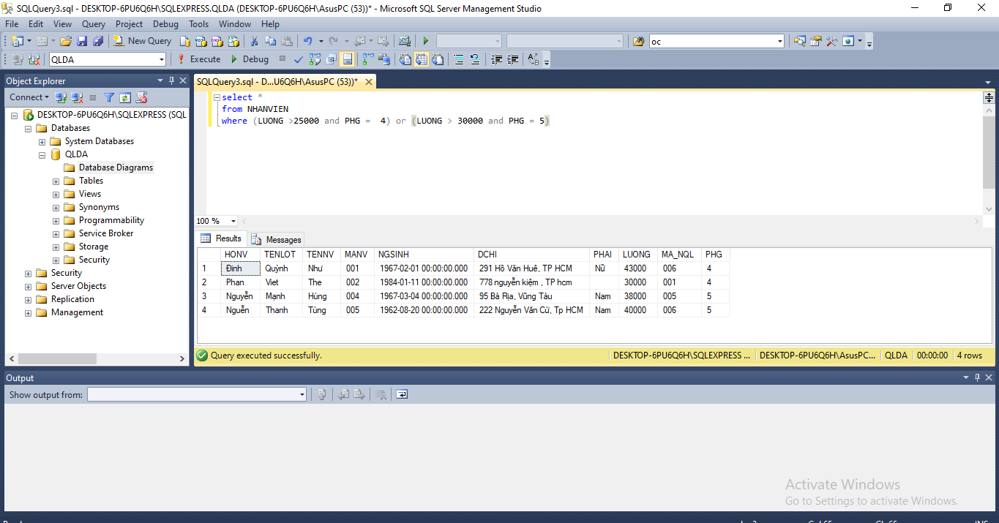 SQLQuery3.sql - DESKTOP-6PU6Q6H\SQLEXPRESS.QLDA (DESKTOP-6PU6Q6H\AsusPC (53))* - Microsoft SQL Server Management Studio
File Edit View Query Project Debug Tools Window Help
New Query oc
QLDA Execute Debug
Object Explorer
Connect
DESKTOP-6PU6Q6H\SQLEXPRESS (SQL
Databases
System Databases
QLDA
Database Diagrams
Tables
Views
Synonyms
Programmability
Service Broker
Storage
Security
Security
Server Objects
Replication
Management
SQLQuery3.sql - D...U6Q6H\AsusPC (53))*
select *
from NHANVIEN
where (LUONG >25000 and PHG = 4) or (LUONG > 30000 and PHG = 5)
100 %
Results Messages
HONV TENLOT TENNV MANV NGSINH DCHI PHAI LUONG MA_NQL PHG
1 Đinh Quỳnh Như 001 1967-02-01 00:00:00.000 291 Hồ Văn Huê, TP HCM Nữ 43000 006 4
2 Phan Viet The 002 1984-01-11 00:00:00.000 778 nguyễn kiệm , TP hcm 30000 001 4
3 Nguyễn Mạnh Hùng 004 1967-03-04 00:00:00.000 95 Bà Rịa, Vũng Tàu Nam 38000 005 5
4 Nguễn Thanh Tùng 005 1962-08-20 00:00:00.000 222 Nguyễn Văn Cừ, Tp HCM Nam 40000 006 5
Query executed successfully. DESKTOP-6PU6Q6H\SQLEXPRESS ... DESKTOP-6PU6Q6H\AsusPC... QLDA 00:00:00 4 rows
Output
Show output from:
Activate Windows
Go to Settings to activate Windows.